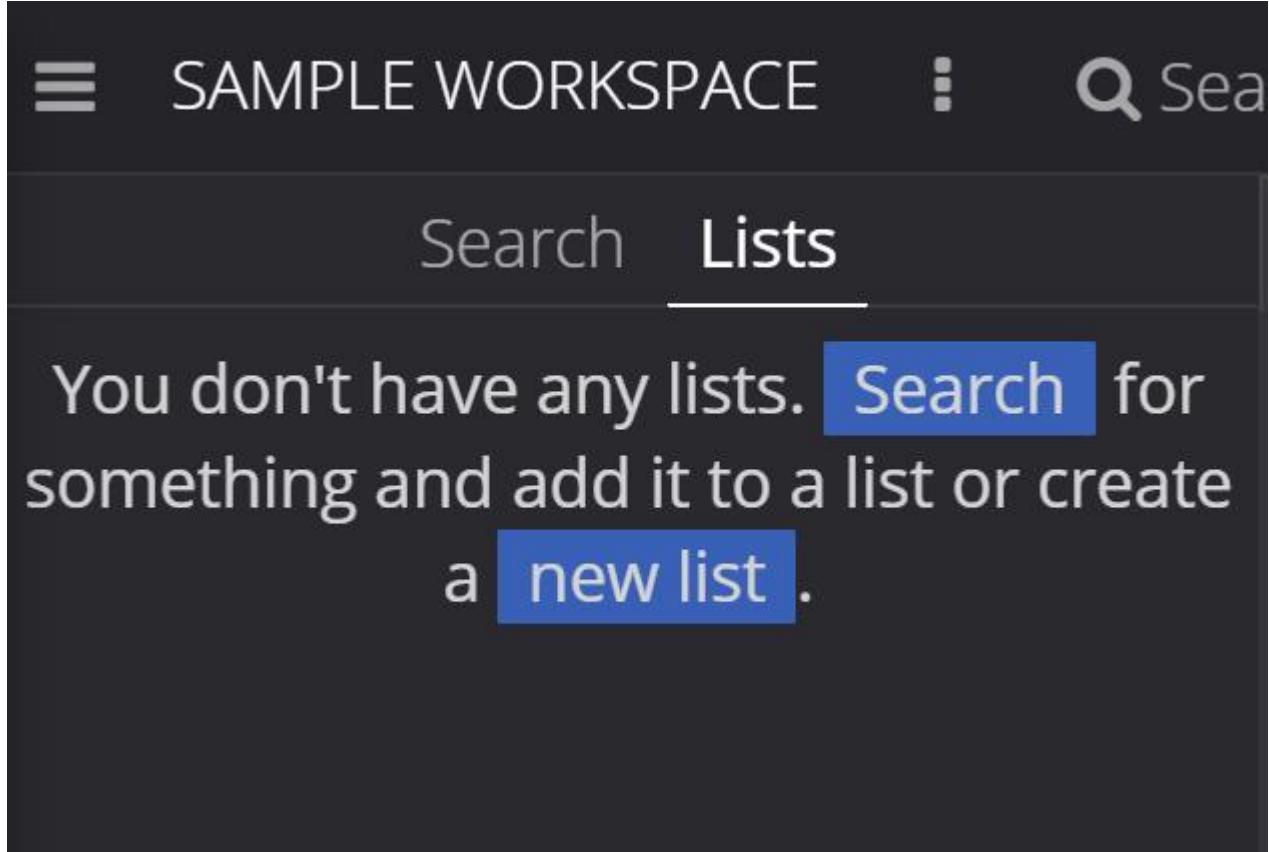 SAMPLE WORKSPACE
Sea
Search Lists
You don't have any lists. Search for
something and add it to a list or create
a new list .